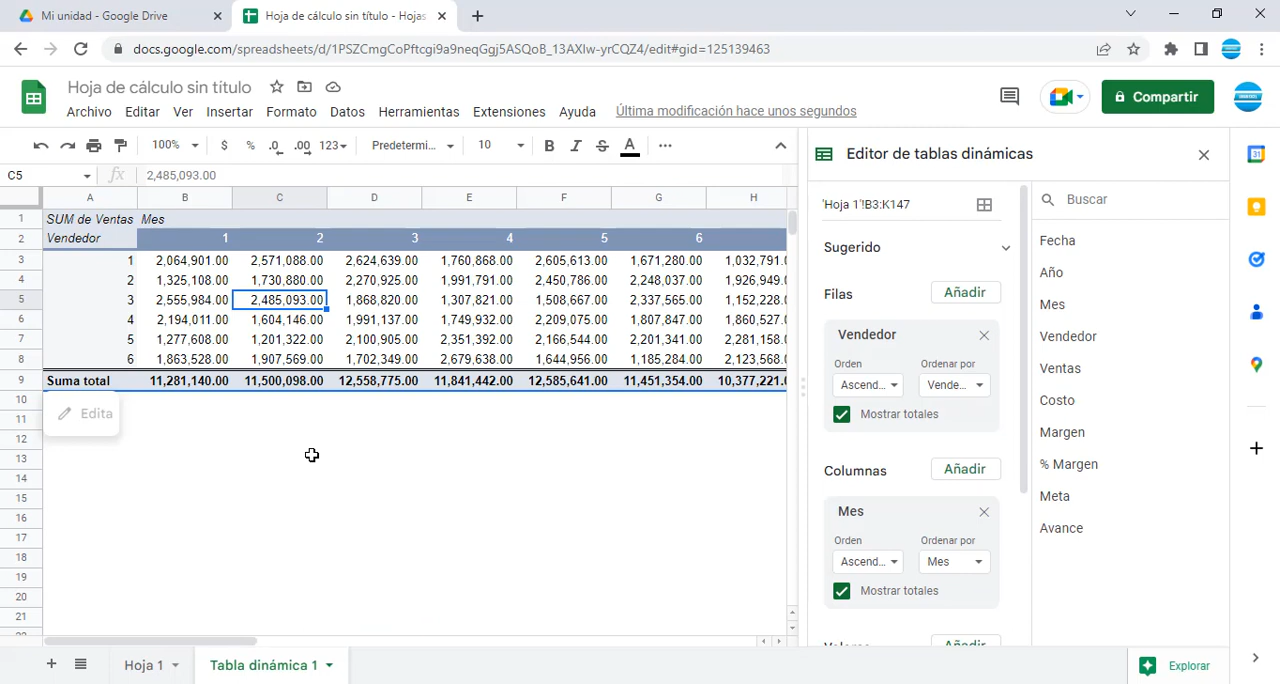 Mi unidad - Google Drive
Hoja de cálculo sin título - Hojas
docs.google.com/spreadsheets/d/1PSZCmgCoPftcgi9a9neqGgj5ASQoB_13AXIw-yrCQZ4/edit#gid=125139463
Hoja de cálculo sin título
Archivo Editar Ver Insertar Formato Datos Herramientas Extensiones Ayuda Última modificación hace unos segundos
Compartir
100% $ % .0 .00 123 Predetermi... 10 B I S A ...
C5 fx 2,485,093.00
A B C D E F G H
1 SUM de Ventas Mes
2 Vendedor 1 2 3 4 5 6
3 1 2,064,901.00 2,571,088.00 2,624,639.00 1,760,868.00 2,605,613.00 1,671,280.00 1,032,791.
4 2 1,325,108.00 1,730,880.00 2,270,925.00 1,991,791.00 2,450,786.00 2,248,037.00 1,926,949.
5 3 2,555,984.00 2,485,093.00 1,868,820.00 1,307,821.00 1,508,667.00 2,337,565.00 1,152,228.
6 4 2,194,011.00 1,604,146.00 1,991,137.00 1,749,932.00 2,209,075.00 1,807,847.00 1,860,527.
7 5 1,277,608.00 1,201,322.00 2,100,905.00 2,351,392.00 2,166,544.00 2,201,341.00 2,281,158.
8 6 1,863,528.00 1,907,569.00 1,702,349.00 2,679,638.00 1,644,956.00 1,185,284.00 2,123,568.
9 Suma total 11,281,140.00 11,500,098.00 12,558,775.00 11,841,442.00 12,585,641.00 11,451,354.00 10,377,221.
10
11 Edita
12
13
14
15
16
17
18
19
20
21
Editor de tablas dinámicas
'Hoja 1'!B3:K147
Sugerido
Filas Añadir
Vendedor
Orden Ordenar por
Ascend... Vende...
Mostrar totales
Columnas Añadir
Mes
Orden Ordenar por
Ascend... Mes
Mostrar totales
Valores Añadir
Buscar
Fecha
Año
Mes
Vendedor
Ventas
Costo
Margen
% Margen
Meta
Avance
31
Hoja 1 Tabla dinámica 1
Explorar